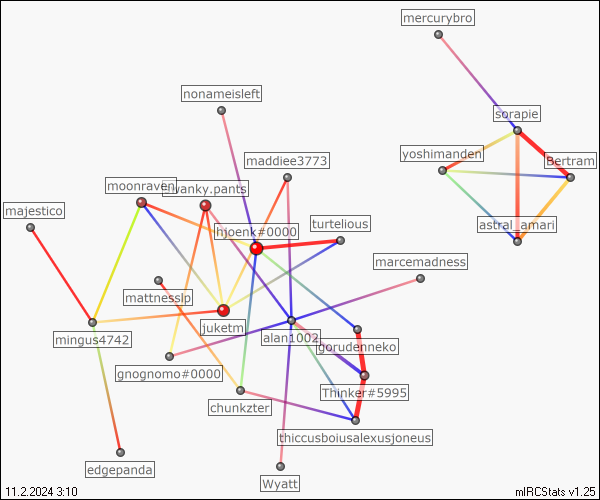 mercurybro
nonameisleft
sorapie
maddiee3773
yoshimanden
Bertram
moonraven
wanky.pants
majestico
hjoenk#0000
turtelious
astral_amari
marcemadness
mattnesslp
mingus4742
juketm
alan1002
gorudenneko
gnognomo#0000
Thinker#5995
chunkzter
thiccusboiusalexusjoneus
edgepanda
Wyatt
11.2.2024 3:10
mIRCStats v1.25